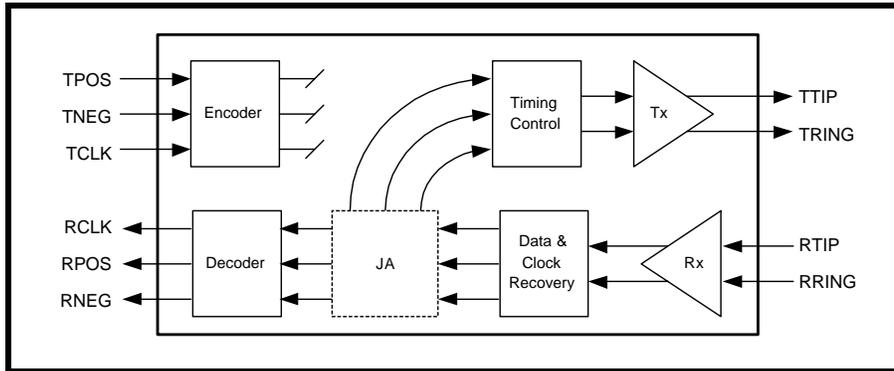 TPOS
TNEG
TCLK
Encoder
Timing
Control
Tx
TTIP
TRING
RCLK
RPOS
RNEG
Decoder
JA
Data &
Clock
Recovery
Rx
RTIP
RRING